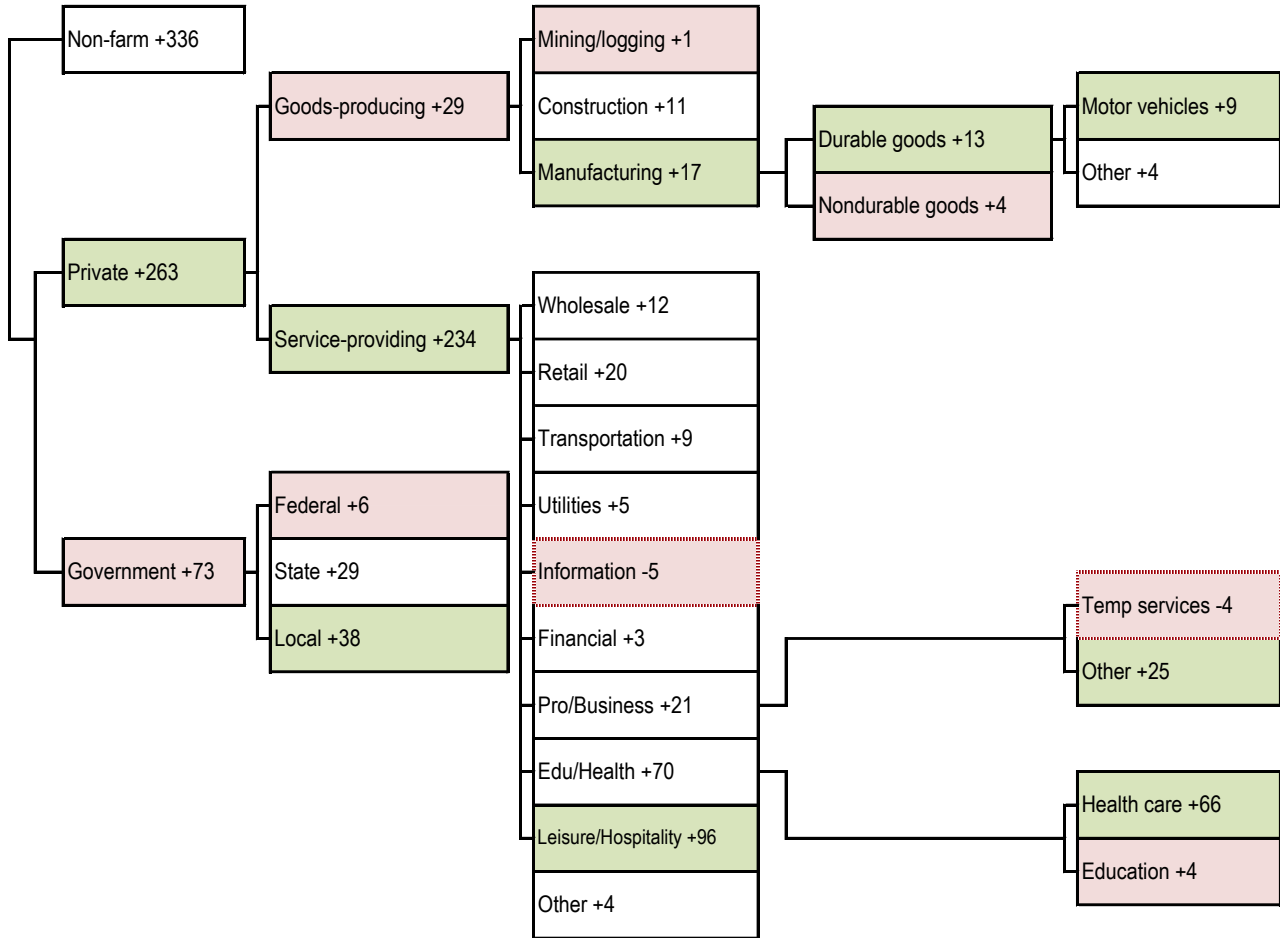 Non-farm +336
Private +263
Government +73
Goods-producing +29
Service-providing +234
Federal +6
State +29
Local +38
Mining/logging +1
Construction +11
Manufacturing +17
Wholesale +12
Retail +20
Transportation +9
Utilities +5
Information -5
Financial +3
Pro/Business +21
Edu/Health +70
Leisure/Hospitality +96
Other +4
Durable goods +13
Nondurable goods +4
Motor vehicles +9
Other +4
Temp services -4
Other +25
Health care +66
Education +4